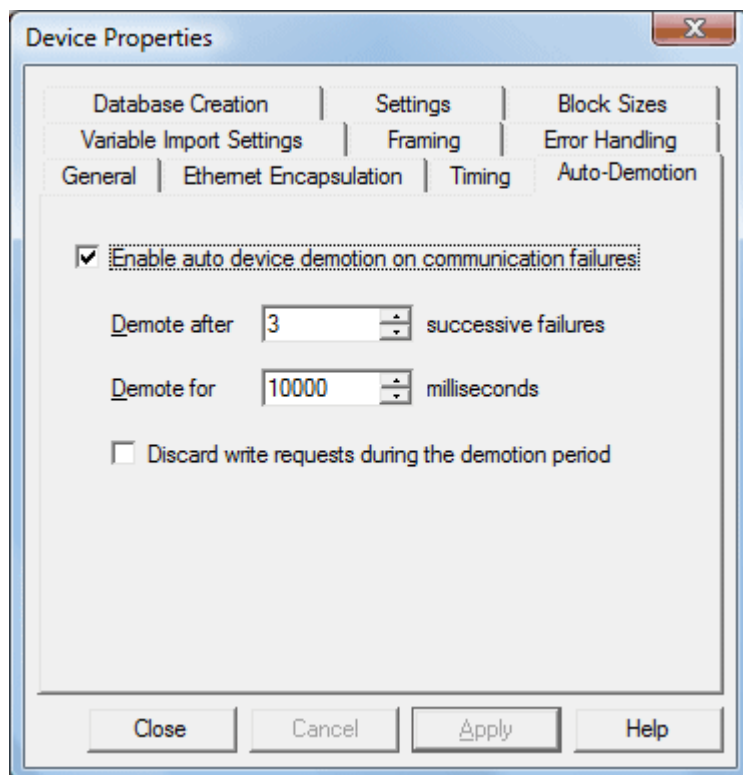 Device Properties
Database Creation Settings Block Sizes
Variable Import Settings Framing Error Handling
General Ethernet Encapsulation Timing Auto-Demotion
Enable auto device demotion on communication failures
Demote after 3 successive failures
Demote for 10000 milliseconds
Discard write requests during the demotion period
Close Cancel Apply Help